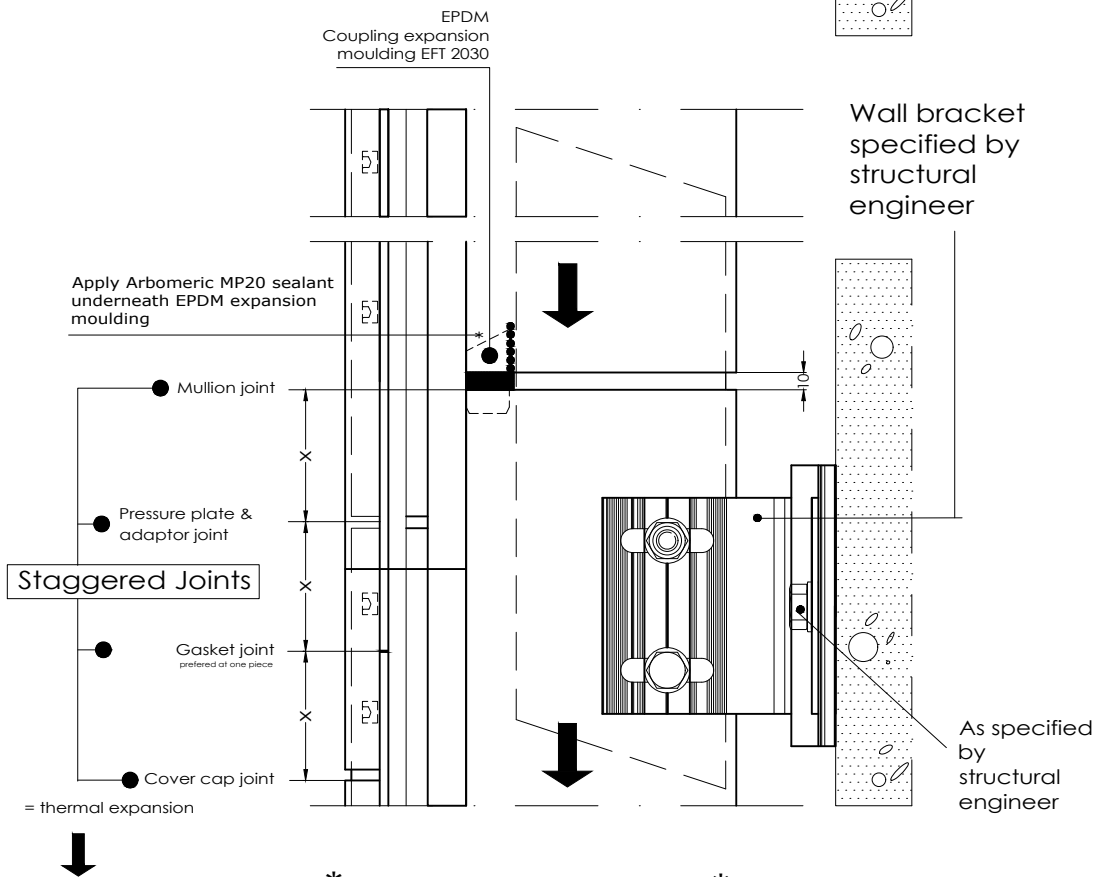 EPDM
Coupling expansion
moulding EFT 2030
Wall bracket
specified by
structural
engineer
Apply Arbomeric MP20 sealant
underneath EPDM expansion
moulding
*
Mullion joint
10
X
Pressure plate &
adaptor joint
Staggered Joints
X
Gasket joint
prefered at one piece
X
Cover cap joint
= thermal expansion
As specified
by
structural
engineer
* *